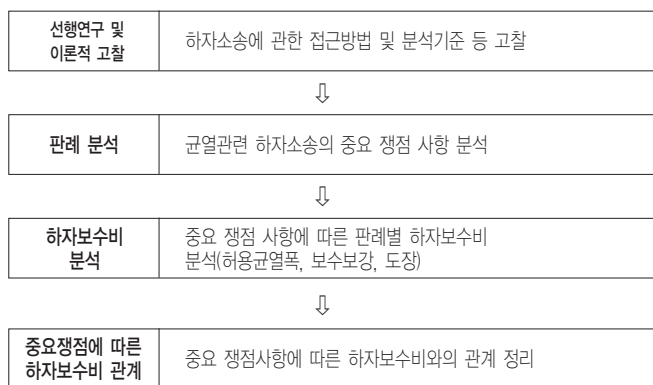 선행연구 및
이론적 고찰
하자소송에 관한 접근방법 및 분석기준 등 고찰
⇩
판례 분석
균열관련 하자소송의 중요 쟁점 사항 분석
⇩
하자보수비
분석
중요 쟁점 사항에 따른 판례별 하자보수비
분석(허용균열폭, 보수보강, 도장)
⇩
중요쟁점에 따른
하자보수비 관계
중요 쟁점사항에 따른 하자보수비와의 관계 정리